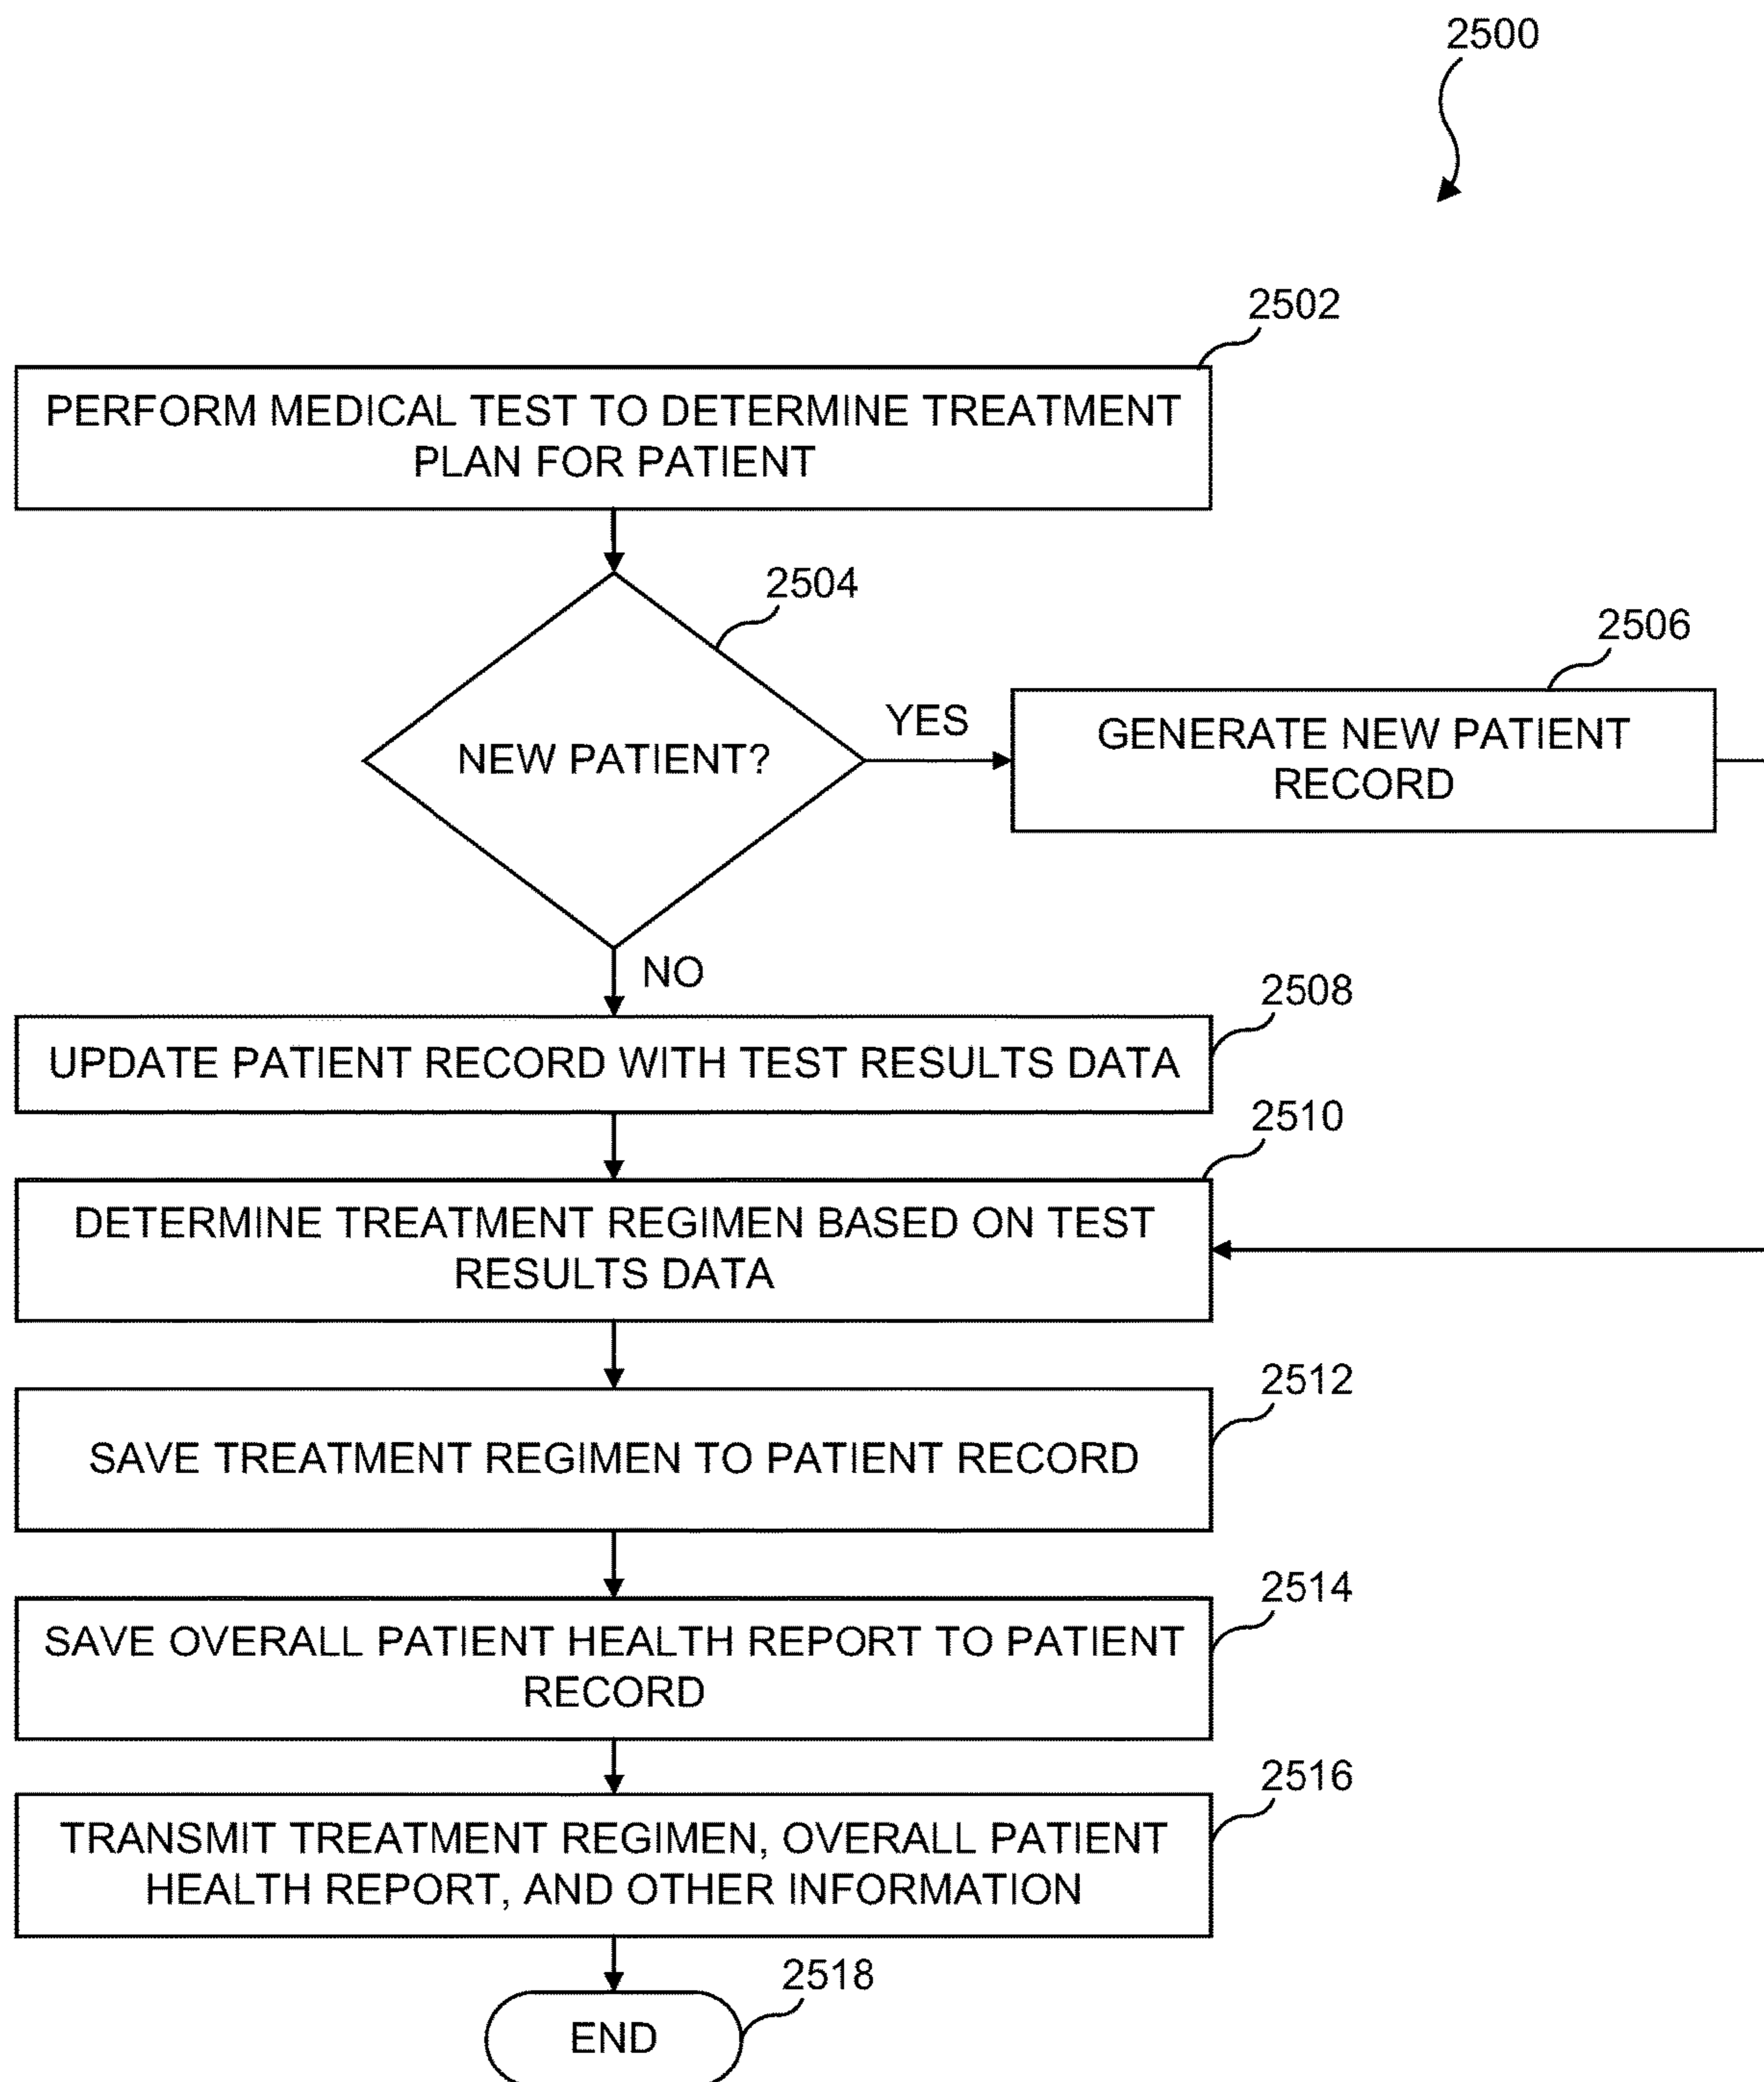 2500
2502
PERFORM MEDICAL TEST TO DETERMINE TREATMENT
PLAN FOR PATIENT
2504
NEW PATIENT?
YES
2506
GENERATE NEW PATIENT
RECORD
NO
2508
UPDATE PATIENT RECORD WITH TEST RESULTS DATA
2510
DETERMINE TREATMENT REGIMEN BASED ON TEST
RESULTS DATA
2512
SAVE TREATMENT REGIMEN TO PATIENT RECORD
2514
SAVE OVERALL PATIENT HEALTH REPORT TO PATIENT
RECORD
2516
TRANSMIT TREATMENT REGIMEN, OVERALL PATIENT
HEALTH REPORT, AND OTHER INFORMATION
2518
END